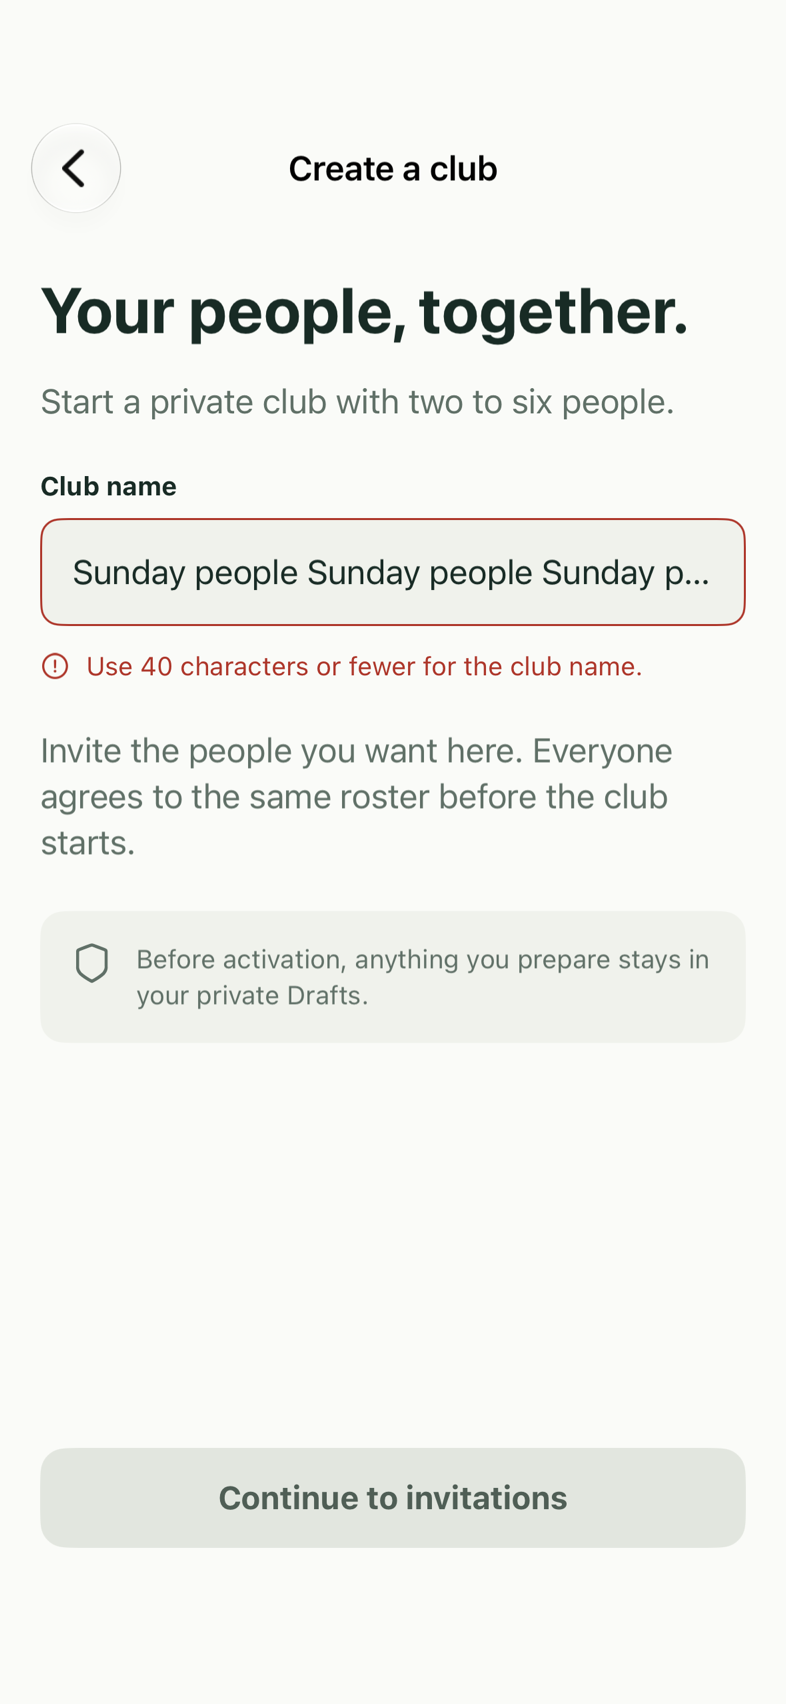 Create a club
Your people, together.
Start a private club with two to six people.
Club name
Sunday people Sunday people Sunday p...
Use 40 characters or fewer for the club name.
Invite the people you want here. Everyone
agrees to the same roster before the club
starts.
Before activation, anything you prepare stays in
your private Drafts.
Continue to invitations